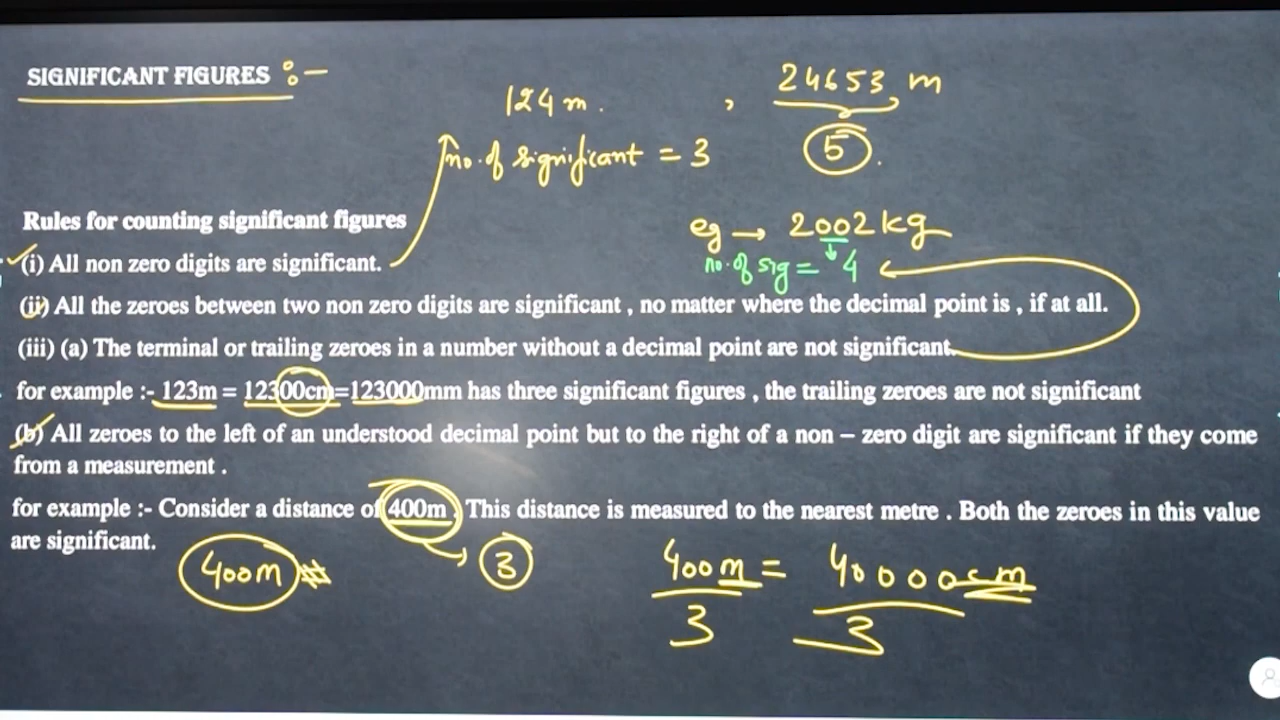 SIGNIFICANT FIGURES :-
124 m. , 24653 m
no. of significant = 3
5.
Rules for counting significant figures
eg → 2002 kg
(i) All non zero digits are significant.
no. of sig = 4
(ii) All the zeroes between two non zero digits are significant , no matter where the decimal point is , if at all.
(iii) (a) The terminal or trailing zeroes in a number without a decimal point are not significant.
for example :- 123m = 12300cm=123000mm has three significant figures , the trailing zeroes are not significant
(b) All zeroes to the left of an understood decimal point but to the right of a non – zero digit are significant if they come
from a measurement .
for example :- Consider a distance of 400m . This distance is measured to the nearest metre . Both the zeroes in this value
are significant.
400m 3 400m = 40000cm
3 3